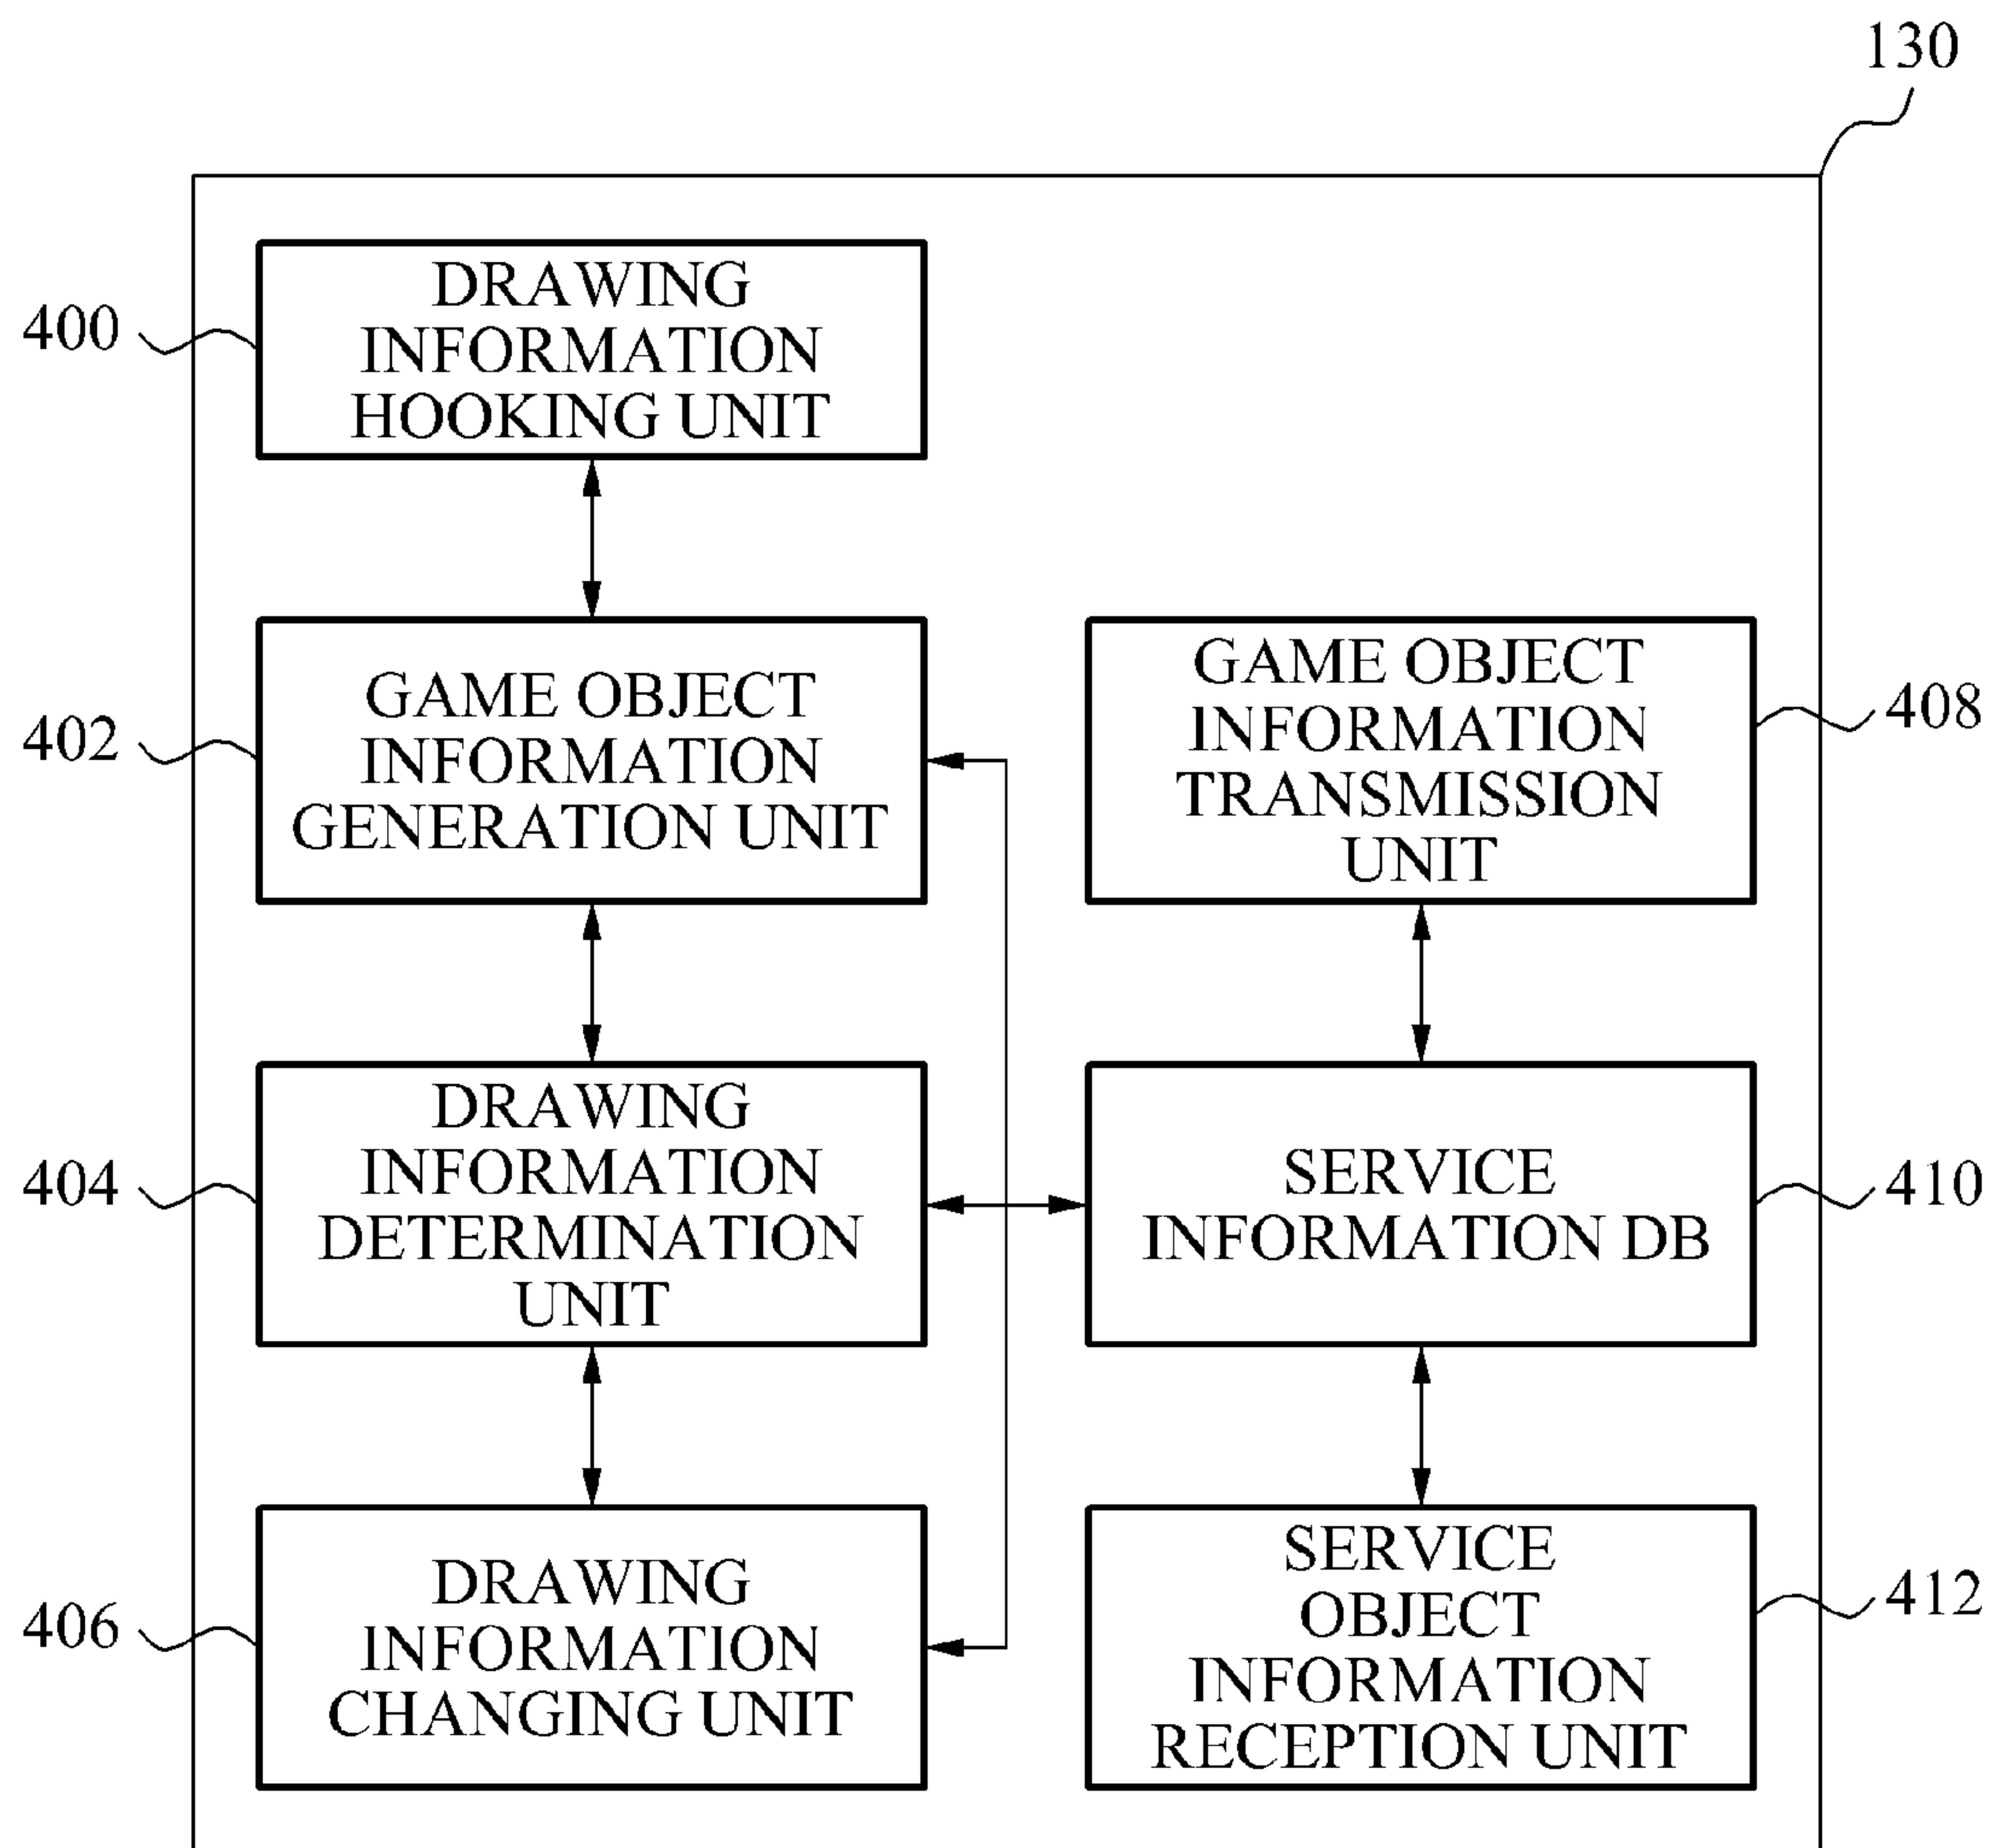 130
400
DRAWING
INFORMATION
HOOKING UNIT
402
GAME OBJECT
INFORMATION
GENERATION UNIT
GAME OBJECT
INFORMATION
TRANSMISSION
UNIT
408
404
DRAWING
INFORMATION
DETERMINATION
UNIT
SERVICE
INFORMATION DB
410
406
DRAWING
INFORMATION
CHANGING UNIT
SERVICE
OBJECT
INFORMATION
RECEPTION UNIT
412